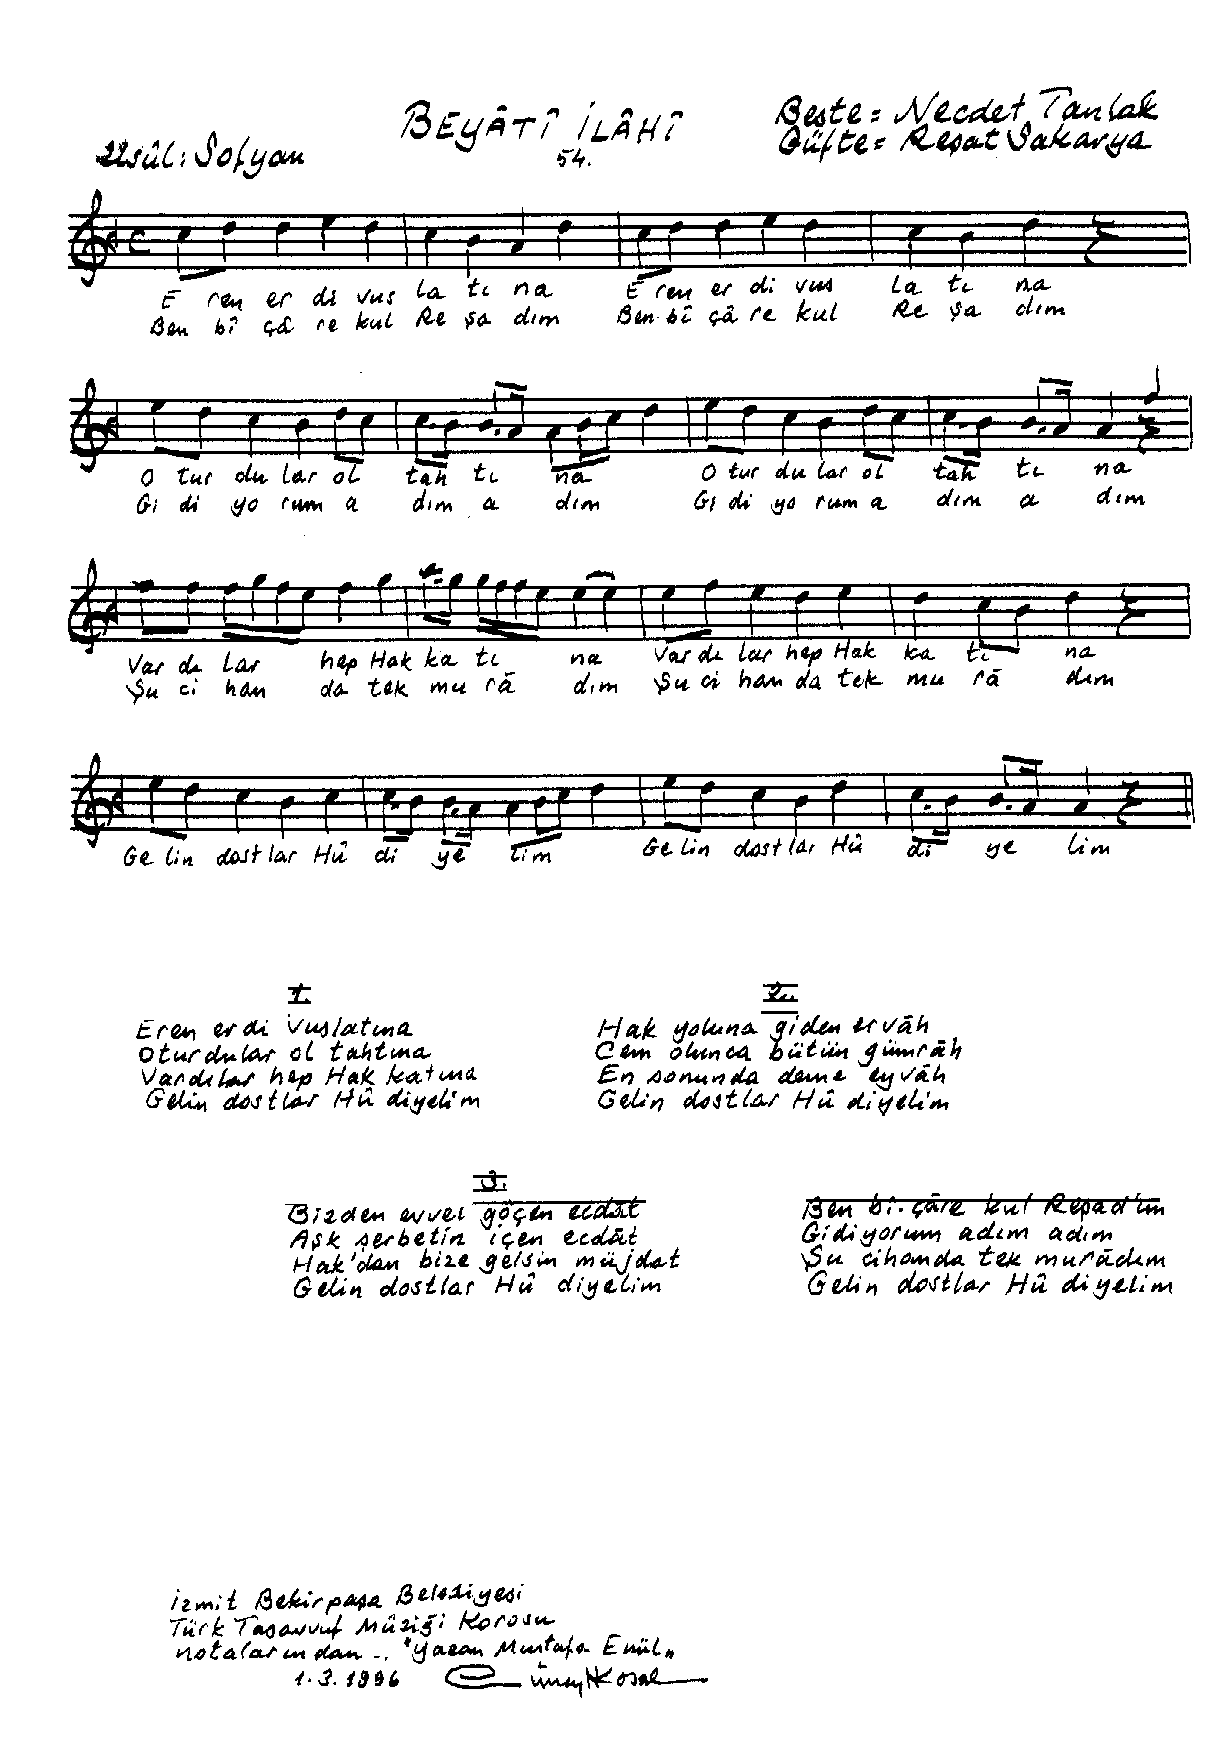 BEYÂTÎ İLÂHÎ
54.
Beste = Necdet Tanlak
Güfte = Reşat Sakarya
Usûl: Sofyan
E ren er di vus la tı na E ren er di vus la tı na
Ben bî çâ re kul Re şa dım Ben bî çâ re kul Re şa dım
O tur du lar ol tah tı na O tur du lar ol tah tı na
Gi di yo rum a dım a dım Gi di yo rum a dım a dım
Var dı lar hep Hak ka tı na Var dı lar hep Hak ka tı na
Şu ci han da tek mu râ dım Şu ci han da tek mu râ dım
Ge lin dost lar Hû di ye lim Ge lin dost lar Hû di ye lim
1.
Eren erdi Vuslatına
Oturdular ol tahtına
Vardılar hep Hak katına
Gelin dostlar Hû diyelim
2.
Hak yoluna giden ervâh
Cem olunca bütün gümrâh
En sonunda deme eyvâh
Gelin dostlar Hû diyelim
3.
Bizden evvel göçen ecdât
Aşk şerbetin içen ecdât
Hak'dan bize gelsin müjdat
Gelin dostlar Hû diyelim
Ben bî-çâre kul Reşad'ım
Gidiyorum adım adım
Şu cihanda tek murâdım
Gelin dostlar Hû diyelim
İzmit Bekirpaşa Belediyesi
Türk Tasavvuf Mûsiği Korosu
notalarından .. "Yazan Mustafa
1.3.1996